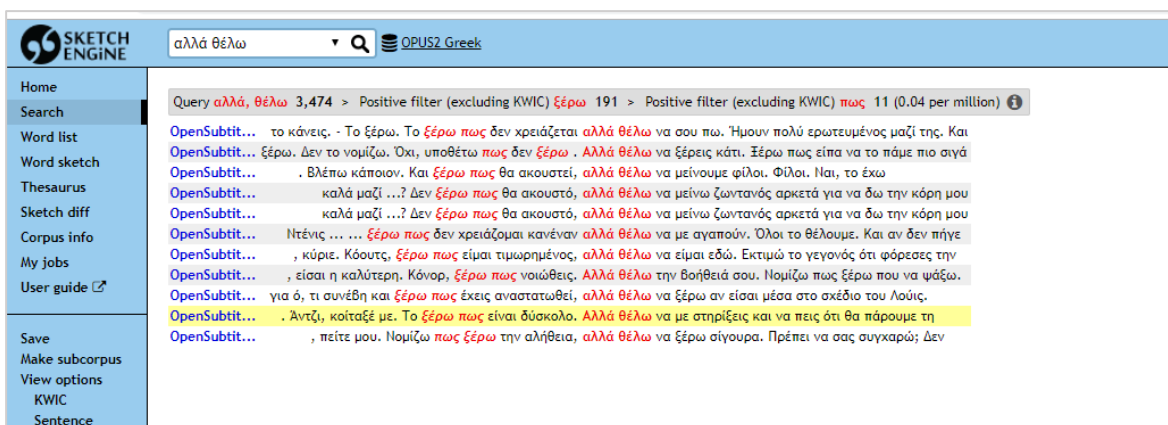 SKETCH
ENGINE
αλλά θέλω
OPUS2 Greek
Home
Search
Word list
Word sketch
Thesaurus
Sketch diff
Corpus info
My jobs
User guide
Save
Make subcorpus
View options
KWIC
Sentence
Query αλλά, θέλω 3,474 > Positive filter (excluding KWIC) ξέρω 191 > Positive filter (excluding KWIC) πως 11 (0.04 per million)
OpenSubtit... το κάνεις. - Το ξέρω. Το ξέρω πως δεν χρειάζεται αλλά θέλω να σου πω. Ήμουν πολύ ερωτευμένος μαζί της. Και
OpenSubtit... ξέρω. Δεν το νομίζω. Όχι, υποθέτω πως δεν ξέρω . Αλλά θέλω να ξέρεις κάτι. Ξέρω πως είπα να το πάμε πιο σιγά
OpenSubtit... . Βλέπω κάποιον. Και ξέρω πως θα ακουστεί, αλλά θέλω να μείνουμε φίλοι. Φίλοι. Ναι, το έχω
OpenSubtit... καλά μαζί ...? Δεν ξέρω πως θα ακουστό, αλλά θέλω να μείνω ζωντανός αρκετά για να δω την κόρη μου
OpenSubtit... καλά μαζί ...? Δεν ξέρω πως θα ακουστό, αλλά θέλω να μείνω ζωντανός αρκετά για να δω την κόρη μου
OpenSubtit... Ντένις ... ... ξέρω πως δεν χρειάζομαι κανέναν αλλά θέλω να με αγαπούν. Όλοι το θέλουμε. Και αν δεν πήγε
OpenSubtit... , κύριε. Κόουτς, ξέρω πως είμαι τιμωρημένος, αλλά θέλω να είμαι εδώ. Εκτιμώ το γεγονός ότι φόρεσες την
OpenSubtit... , είσαι η καλύτερη. Κόνορ, ξέρω πως νοιώθεις. Αλλά θέλω την βοήθειά σου. Νομίζω πως ξέρω που να ψάξω.
OpenSubtit... για ό, τι συνέβη και ξέρω πως έχεις αναστατωθεί, αλλά θέλω να ξέρω αν είσαι μέσα στο σχέδιο του Λούις.
OpenSubtit... . Άντζι, κοίταξέ με. Το ξέρω πως είναι δύσκολο. Αλλά θέλω να με στηρίξεις και να πεις ότι θα πάρουμε τη
OpenSubtit... , πείτε μου. Νομίζω πως ξέρω την αλήθεια, αλλά θέλω να ξέρω σίγουρα. Πρέπει να σας συγχαρώ; Δεν